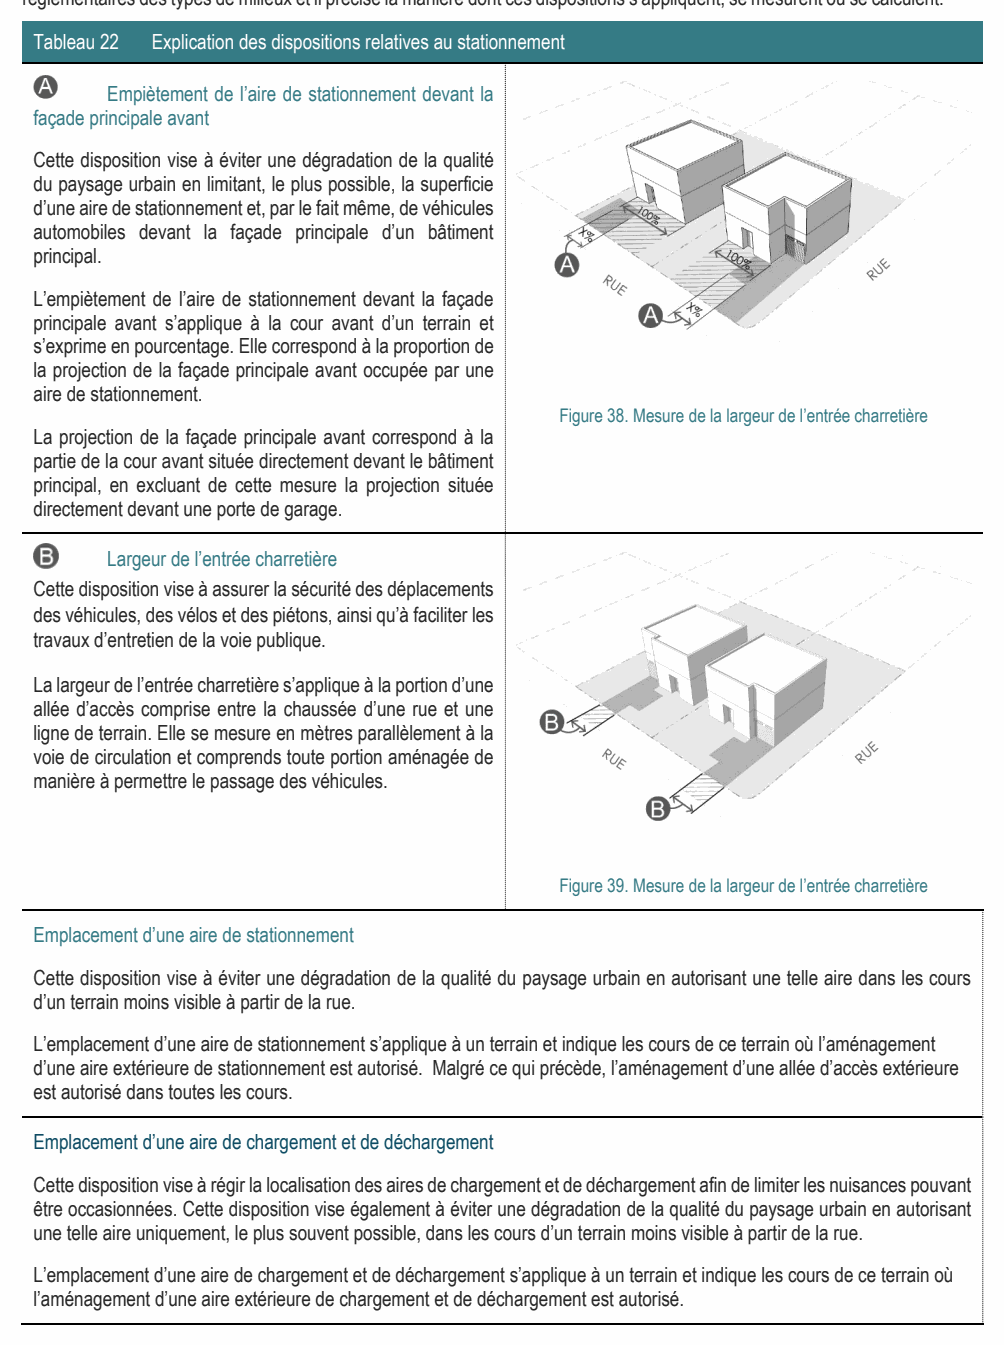 réglementaires des types de milieux et il précise la manière dont ces dispositions s'appliquent, se mesurent ou se calculent.
Tableau 22 Explication des dispositions relatives au stationnement
A Empiètement de l'aire de stationnement devant la
façade principale avant
Cette disposition vise à éviter une dégradation de la qualité
du paysage urbain en limitant, le plus possible, la superficie
d'une aire de stationnement et, par le fait même, de véhicules
automobiles devant la façade principale d'un bâtiment
principal.
L'empiètement de l'aire de stationnement devant la façade
principale avant s'applique à la cour avant d'un terrain et
s'exprime en pourcentage. Elle correspond à la proportion de
la projection de la façade principale avant occupée par une
aire de stationnement.
La projection de la façade principale avant correspond à la
partie de la cour avant située directement devant le bâtiment
principal, en excluant de cette mesure la projection située
directement devant une porte de garage.
100%
X%
A
RUE
100%
RUE
A
X%
Figure 38. Mesure de la largeur de l'entrée charretière
B Largeur de l'entrée charretière
Cette disposition vise à assurer la sécurité des déplacements
des véhicules, des vélos et des piétons, ainsi qu'à faciliter les
travaux d'entretien de la voie publique.
La largeur de l'entrée charretière s'applique à la portion d'une
allée d'accès comprise entre la chaussée d'une rue et une
ligne de terrain. Elle se mesure en mètres parallèlement à la
voie de circulation et comprends toute portion aménagée de
manière à permettre le passage des véhicules.
B
RUE
RUE
B
Figure 39. Mesure de la largeur de l'entrée charretière
Emplacement d'une aire de stationnement
Cette disposition vise à éviter une dégradation de la qualité du paysage urbain en autorisant une telle aire dans les cours
d'un terrain moins visible à partir de la rue.
L'emplacement d'une aire de stationnement s'applique à un terrain et indique les cours de ce terrain où l'aménagement
d'une aire extérieure de stationnement est autorisé. Malgré ce qui précède, l'aménagement d'une allée d'accès extérieure
est autorisé dans toutes les cours.
Emplacement d'une aire de chargement et de déchargement
Cette disposition vise à régir la localisation des aires de chargement et de déchargement afin de limiter les nuisances pouvant
être occasionnées. Cette disposition vise également à éviter une dégradation de la qualité du paysage urbain en autorisant
une telle aire uniquement, le plus souvent possible, dans les cours d'un terrain moins visible à partir de la rue.
L'emplacement d'une aire de chargement et de déchargement s'applique à un terrain et indique les cours de ce terrain où
l'aménagement d'une aire extérieure de chargement et de déchargement est autorisé.